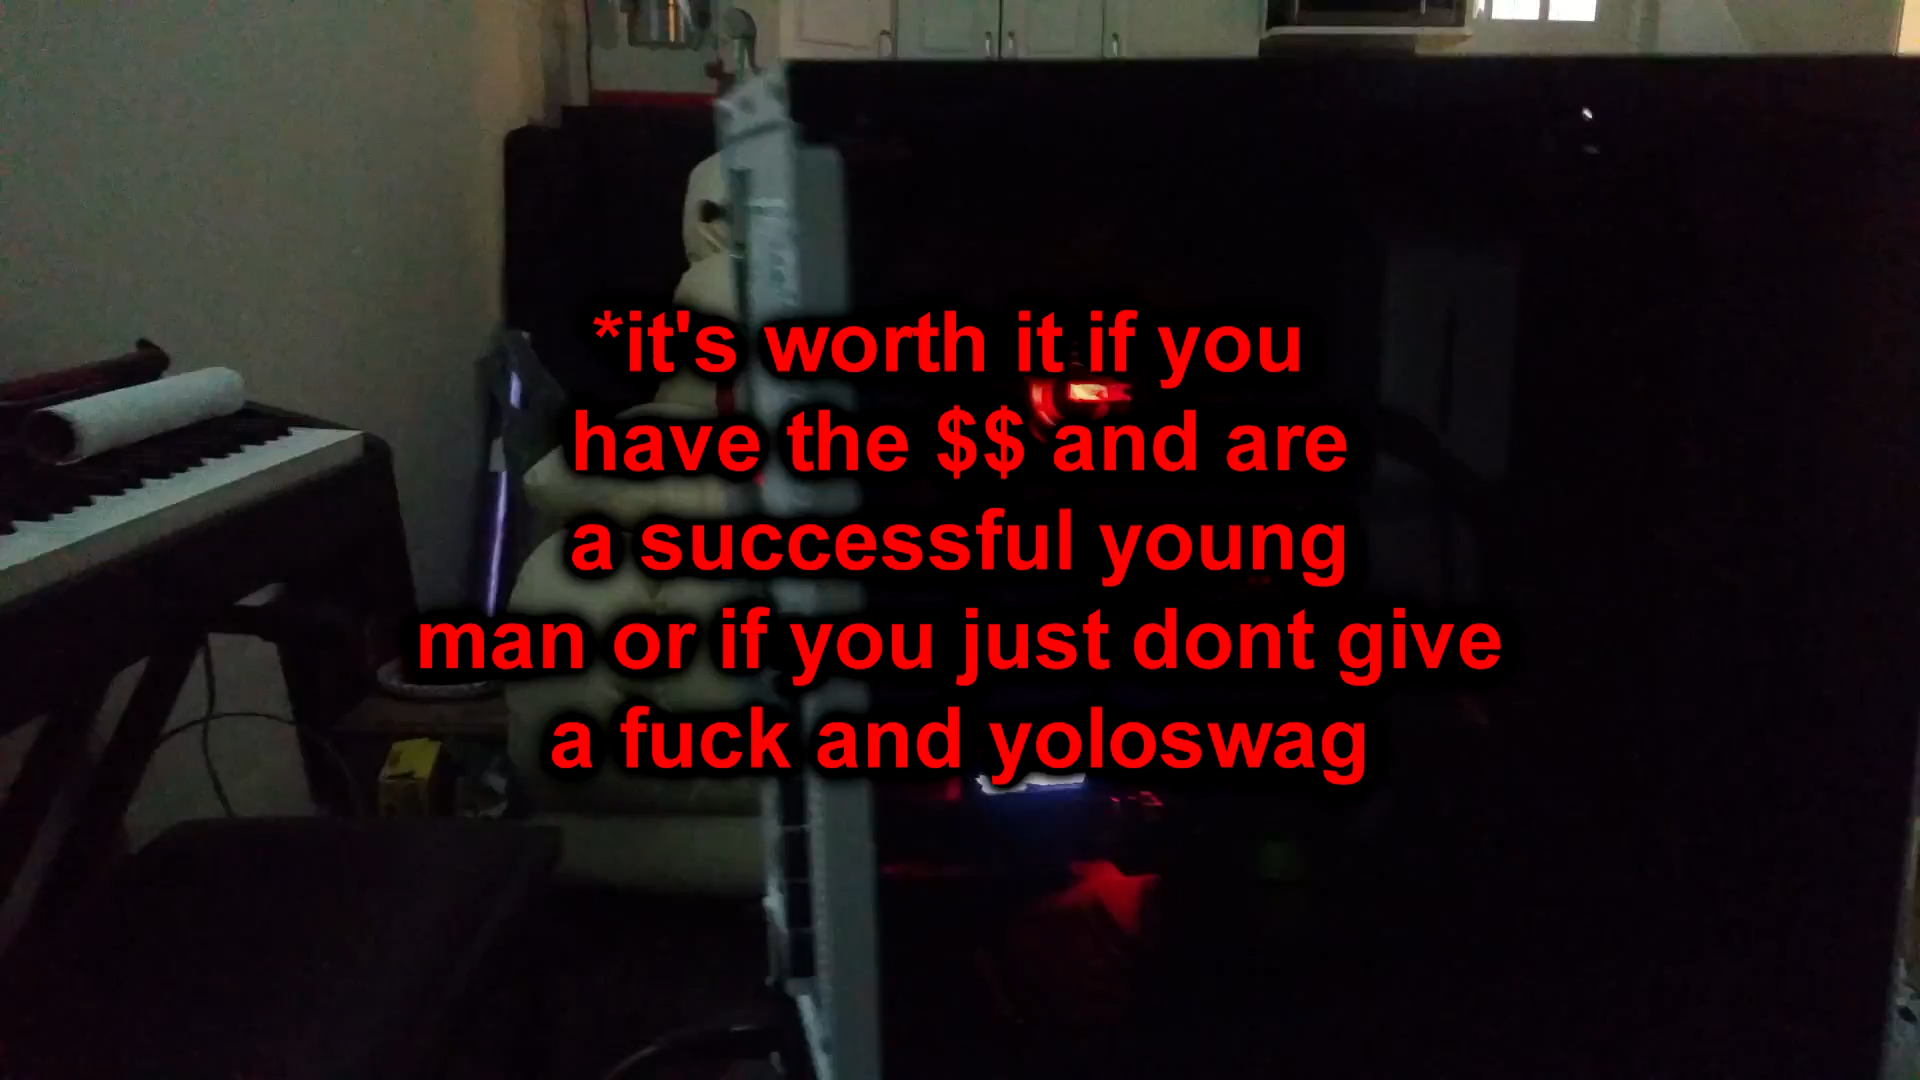 *it's worth it if you
have the $$ and are
a successful young
man or if you just dont give
a fuck and yoloswag